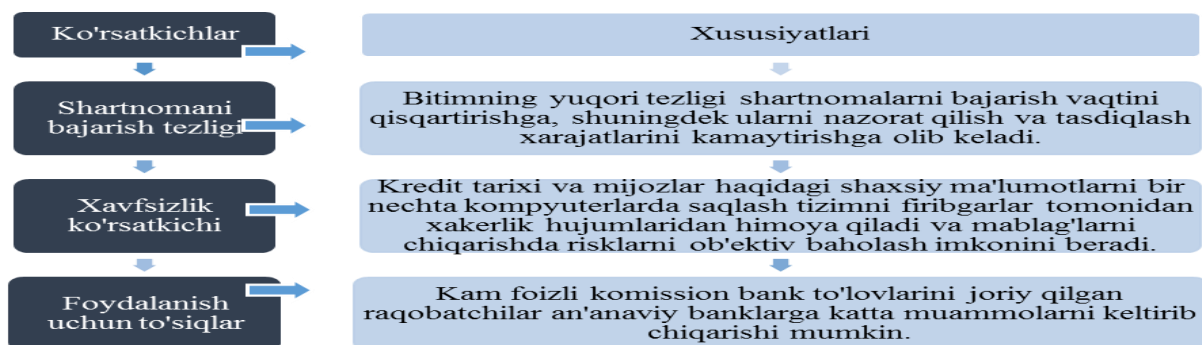 Ko'rsatkichlar
Xususiyatlari
Shartnomani
bajarish tezligi
Bitimning yuqori tezligi shartnomalarni bajarish vaqtini
qisqartirishga, shuningdek ularni nazorat qilish va tasdiqlash
xarajatlarini kamaytirishga olib keladi.
Xavfsizlik
ko'rsatkichi
Kredit tarixi va mijozlar haqidagi shaxsiy ma'lumotlarni bir
nechta kompyuterlarda saqlash tizimni firibgarlar tomonidan
xakerlik hujumlaridan himoya qiladi va mablag'larni
chiqarishda risklarni ob'ektiv baholash imkonini beradi.
Foydalanish
uchun to'siqlar
Kam foizli komission bank to'lovlarini joriy qilgan
raqobatchilar an'anaviy banklarga katta muammolarni keltirib
chiqarishi mumkin.